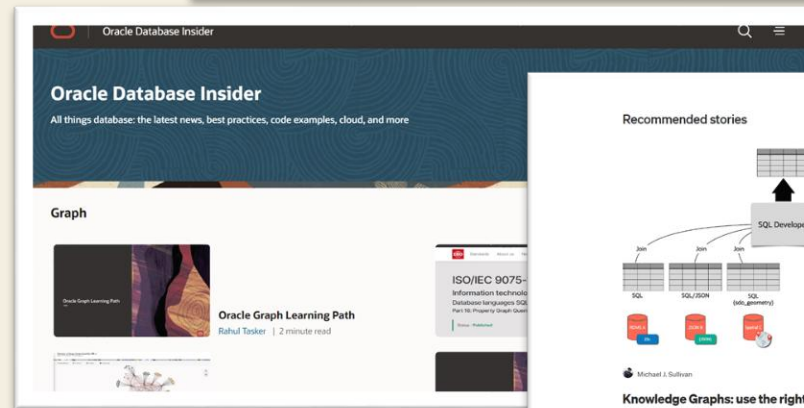 Oracle Database Insider
Oracle Database Insider
All things database: the latest news, best practices, code examples, cloud, and more
Graph
Oracle Graph Learning Path
Oracle Graph Learning Path
Rahul Tasker | 2 minute read
ISO/IEC 9075-
Information technolo
Database languages SQL
Part 16: Property Graph Queri
Status : Published
Recommended stories
SQL Develope
Join
Join
Join
SQL
SQL/JSON
SQL
(sdo_geometry)
Michael J. Sullivan
Knowledge Graphs: use the right